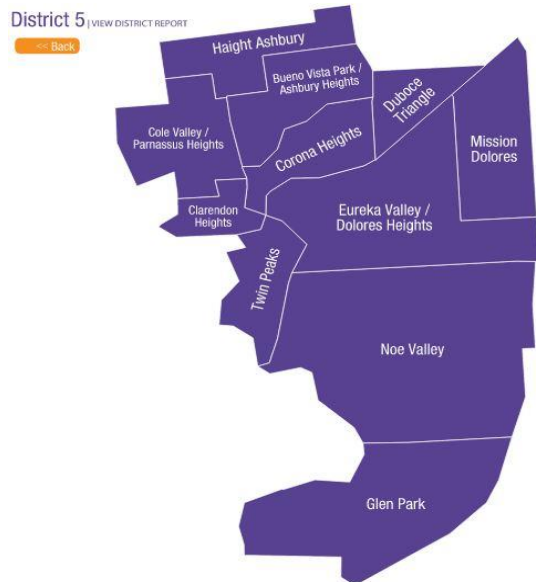 District 5 | VIEW DISTRICT REPORT
<< Back
Haight Ashbury
Bueno Vista Park /
Ashbury Heights
Duboce
Triangle
Cole Valley /
Parnassus Heights
Corona Heights
Mission
Dolores
Clarendon
Heights
Eureka Valley /
Dolores Heights
Twin Peaks
Noe Valley
Glen Park